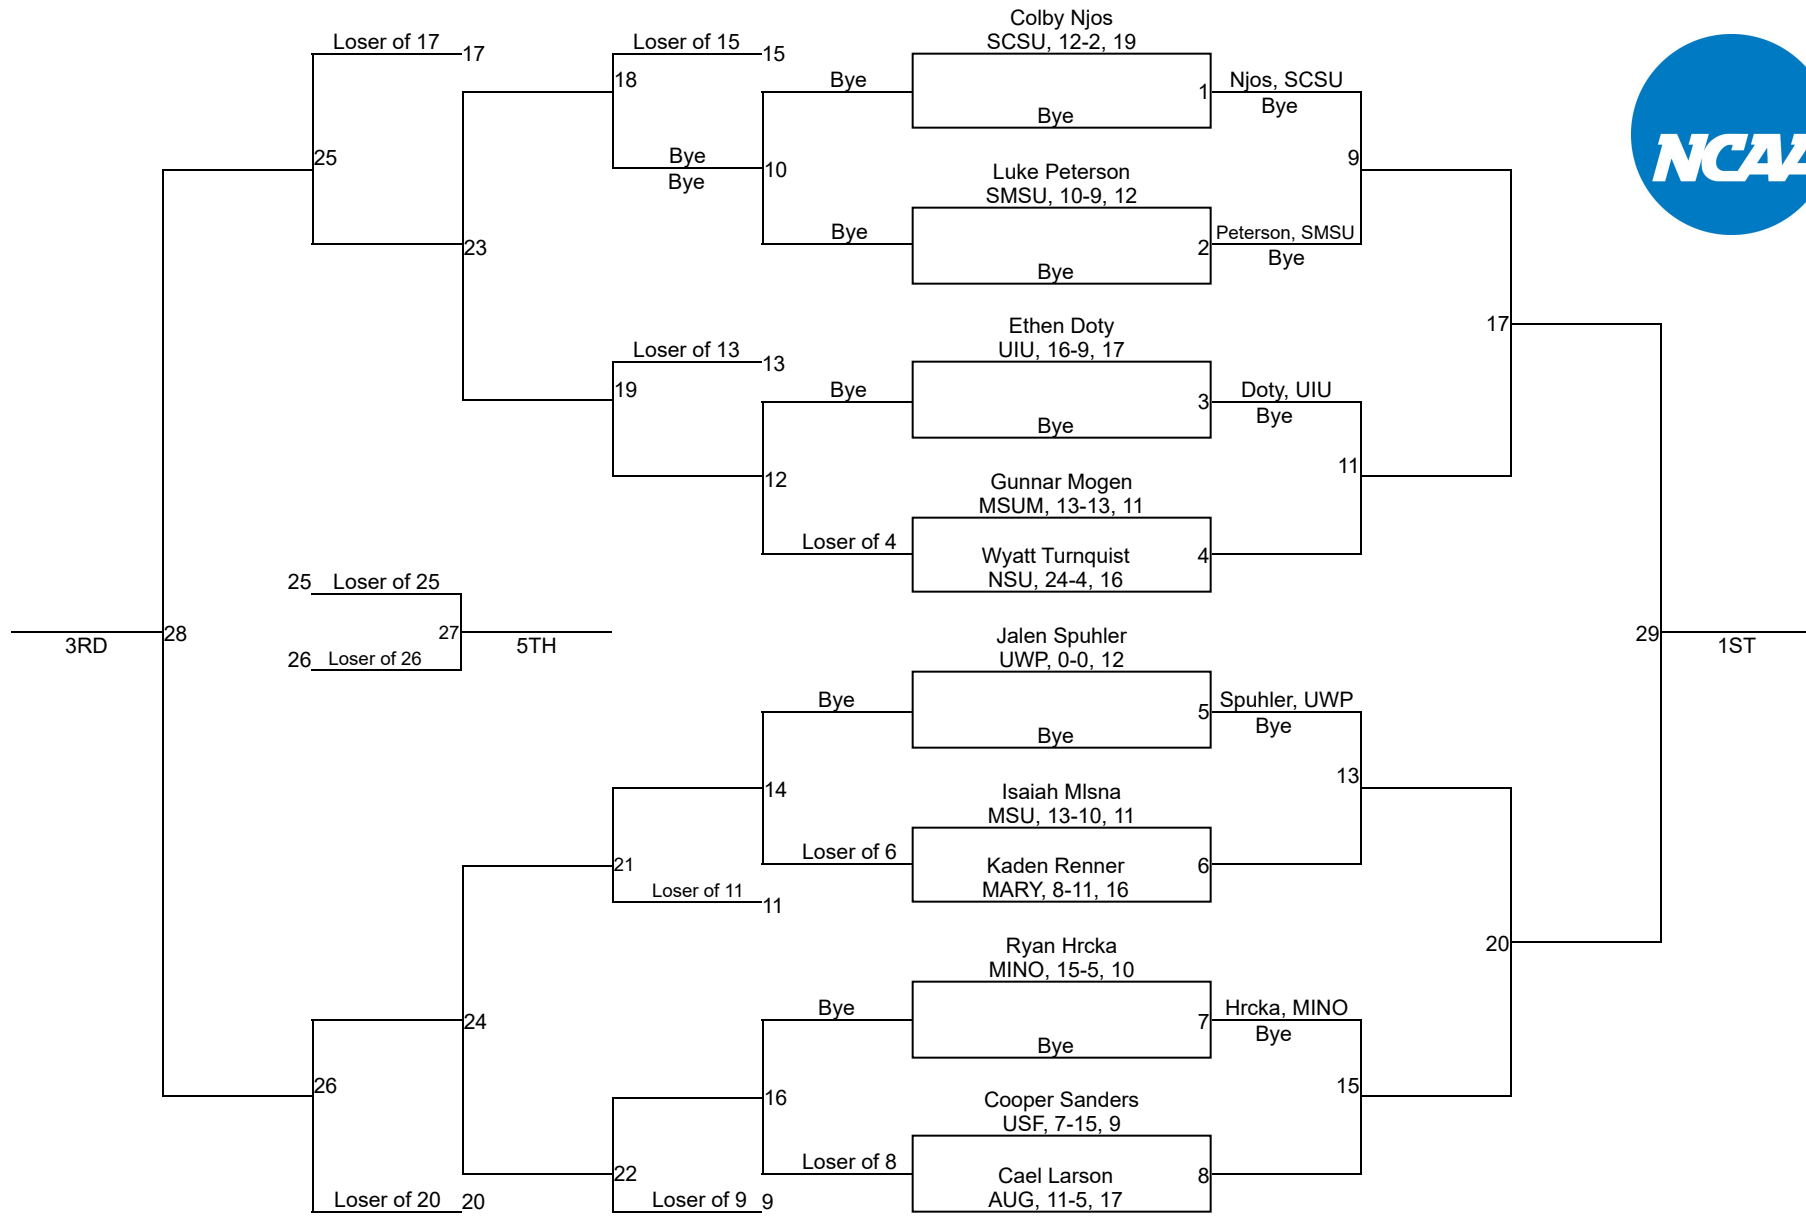 Colby Njos
SCSU, 12-2, 19
Loser of 17
17
Loser of 15
15
18
Bye
1
Njos, SCSU
Bye
Bye
25
Bye
Bye
10
9
Luke Peterson
SMSU, 10-9, 12
NCAA
Bye
23
2
Peterson, SMSU
Bye
Bye
Ethen Doty
UIU, 16-9, 17
17
Loser of 13
13
19
Bye
3
Doty, UIU
Bye
Bye
12
11
Gunnar Mogen
MSUM, 13-13, 11
Loser of 4
Wyatt Turnquist
NSU, 24-4, 16
4
25
Loser of 25
3RD
28
27
5TH
26
Loser of 26
Jalen Spuhler
UWP, 0-0, 12
29
1ST
Bye
5
Spuhler, UWP
Bye
Bye
14
13
Isaiah Mlsna
MSU, 13-10, 11
Loser of 6
Kaden Renner
MARY, 8-11, 16
6
21
Loser of 11
11
Ryan Hrcka
MINO, 15-5, 10
20
Bye
24
7
Hrcka, MINO
Bye
Bye
26
16
15
Cooper Sanders
USF, 7-15, 9
Loser of 8
Cael Larson
AUG, 11-5, 17
8
22
Loser of 20
20
Loser of 9
9